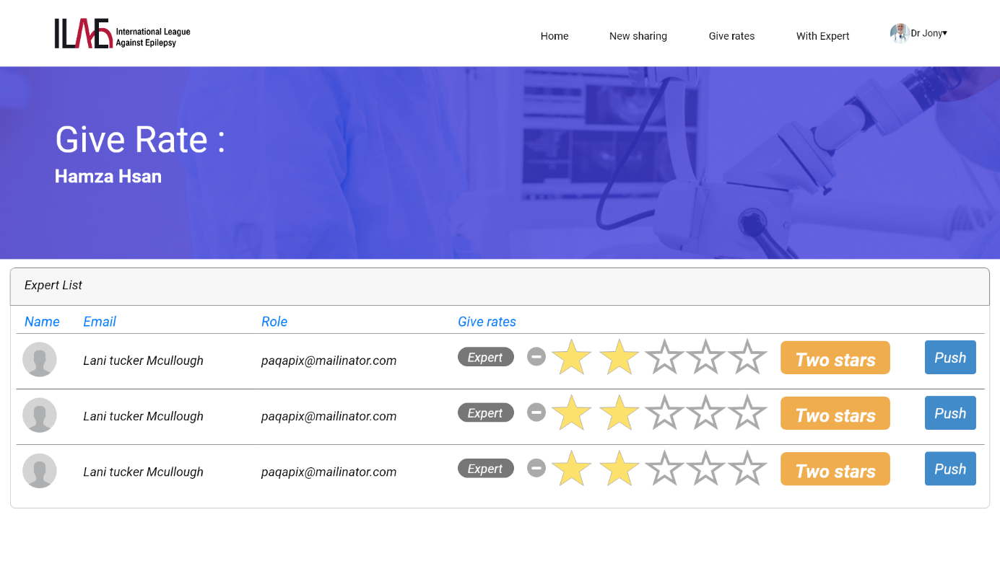 ILAE International League
Against Epilepsy
Home New sharing Give rates With Expert Dr Jony▾
Give Rate :
Hamza Hsan
Expert List
Name Email Role Give rates
Lani tucker Mcullough paqapix@mailinator.com Expert Two stars Push
Lani tucker Mcullough paqapix@mailinator.com Expert Two stars Push
Lani tucker Mcullough paqapix@mailinator.com Expert Two stars Push